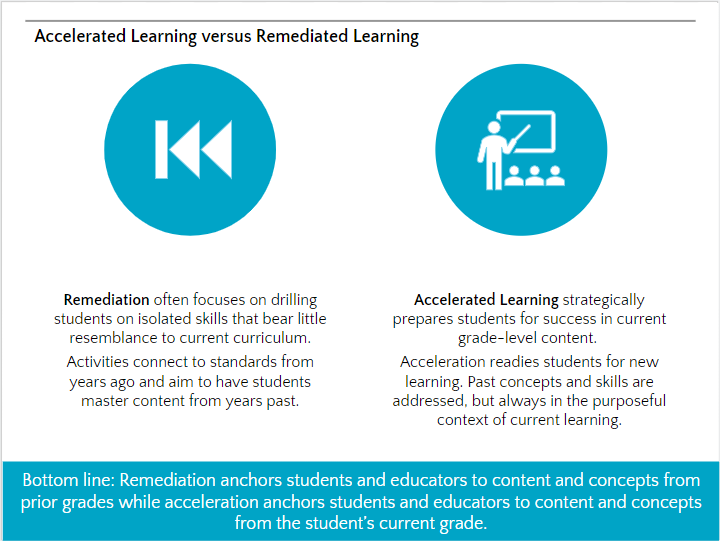 Accelerated Learning versus Remediated Learning
Remediation often focuses on drilling
students on isolated skills that bear little
resemblance to current curriculum.
Activities connect to standards from
years ago and aim to have students
master content from years past.
Accelerated Learning strategically
prepares students for success in current
grade-level content.
Acceleration readies students for new
learning. Past concepts and skills are
addressed, but always in the purposeful
context of current learning.
Bottom line: Remediation anchors students and educators to content and concepts from
prior grades while acceleration anchors students and educators to content and concepts
from the student's current grade.